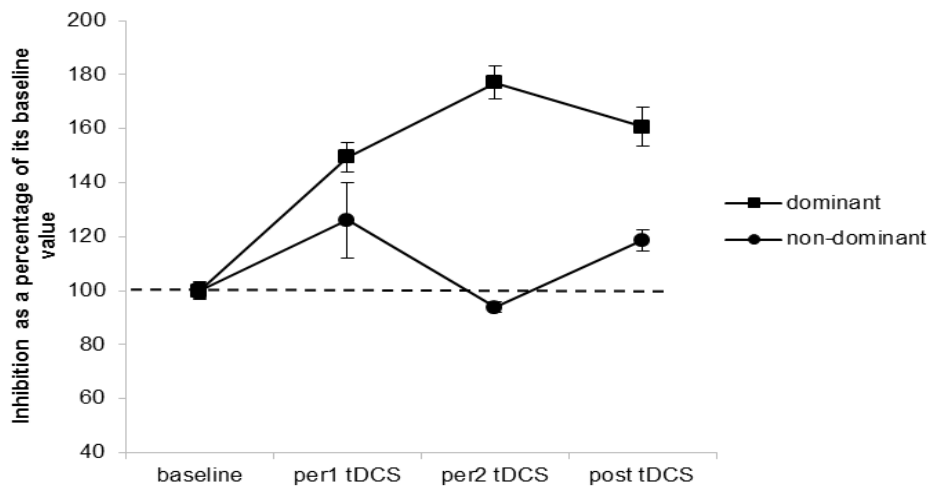 Inhibition as a percentage of its baseline
value
200
180
160
140
120
100
80
60
40
baseline
per1 tDCS
per2 tDCS
post tDCS
dominant
non-dominant